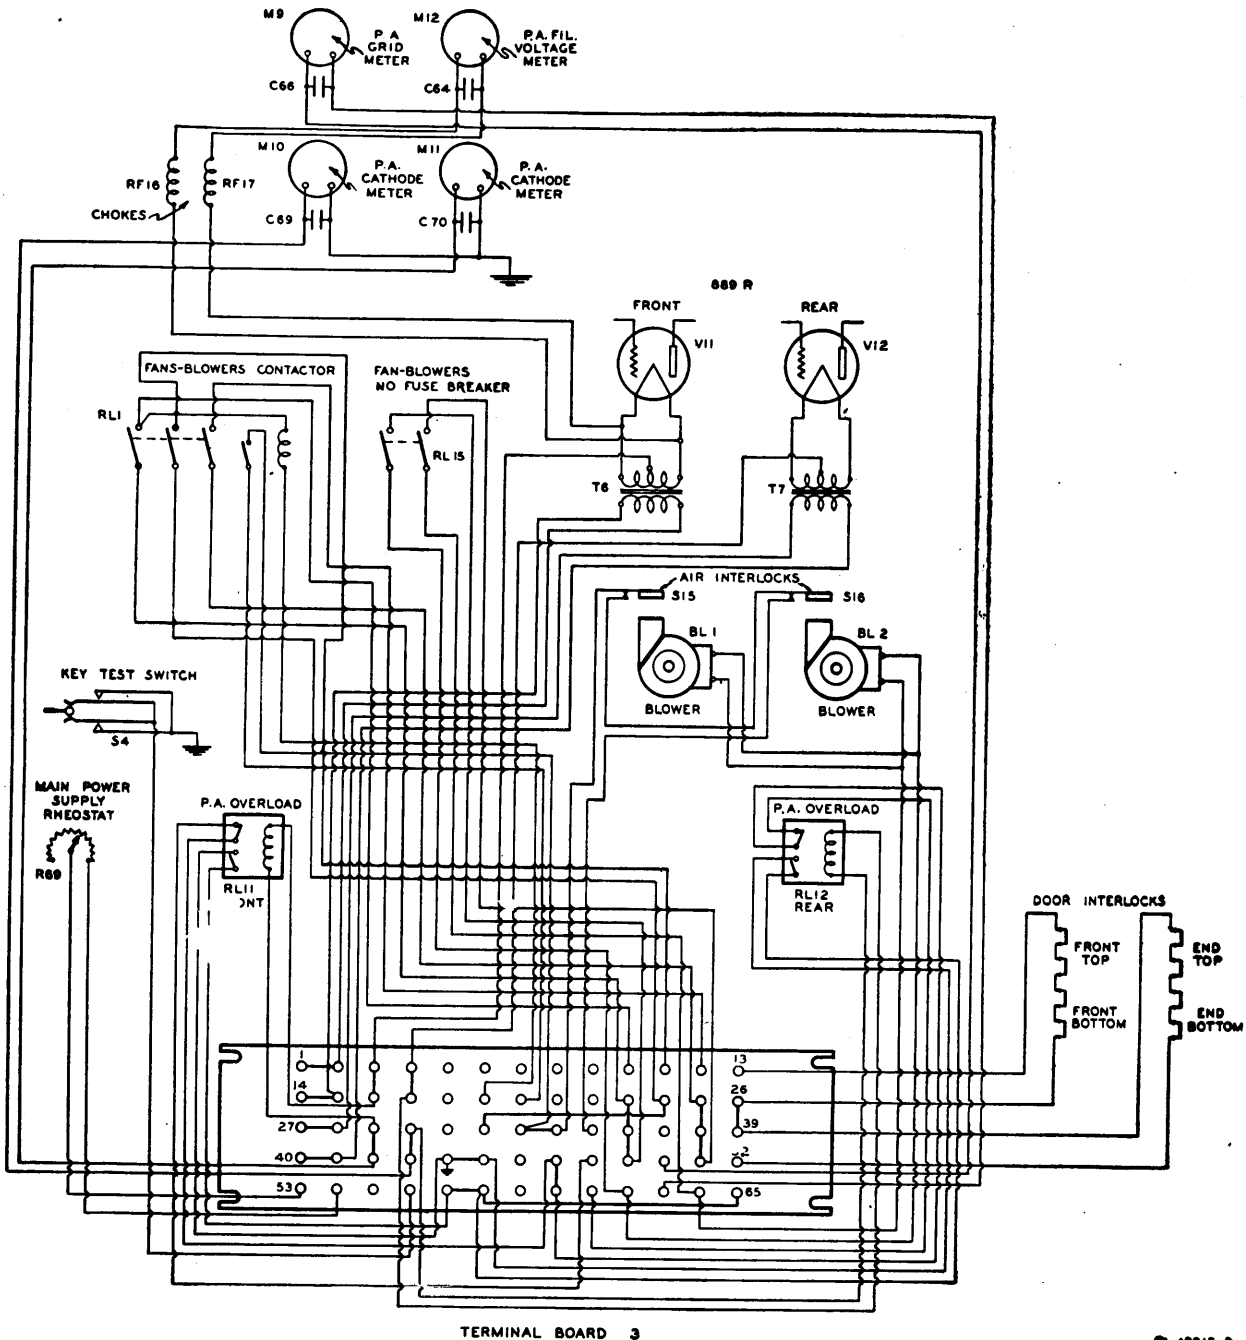 M9
P.A
GRID
METER
M12
P.A. FIL.
VOLTAGE
METER
C66
C64
M10
P.A.
CATHODE
METER
M11
P.A.
CATHODE
METER
RF16
RF17
CHOKES
C69
C70
889 R
FRONT
REAR
V11
V12
FANS-BLOWERS CONTACTOR
FAN-BLOWERS
NO FUSE BREAKER
RL1
RL15
T6
T7
AIR INTERLOCKS
S15
S16
BL 1
BL 2
BLOWER
BLOWER
KEY TEST SWITCH
S4
MAIN POWER
SUPPLY
RHEOSTAT
R69
P.A. OVERLOAD
RL11
ONT
P.A. OVERLOAD
RL12
REAR
DOOR INTERLOCKS
FRONT
TOP
END
TOP
FRONT
BOTTOM
END
BOTTOM
1
13
14
26
27
39
40
53
65
TERMINAL BOARD 3